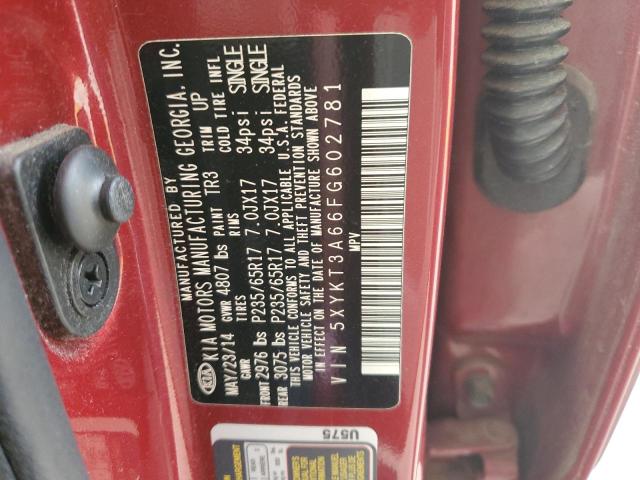 MANUFACTURED BY
KIA KIA MOTORS MANUFACTURING GEORGIA. INC.
MAY/23/14 GVWR 4807 lbs PAINT TR3 TRIM UP
GAWR TIRES RIMS COLD TIRE INFL
FRONT 2976 lbs P235/65R17 7.0JX17 34psi SINGLE
REAR 3075 lbs P235/65R17 7.0JX17 34psi SINGLE
THIS VEHICLE CONFORMS TO ALL APPLICABLE U.S.A. FEDERAL
MOTOR VEHICLE SAFETY AND THEFT PREVENTION STANDARDS
IN EFFECT ON THE DATE OF MANUFACTURE SHOWN ABOVE
VIN 5XYKT3A66FG602781
MPV
U575